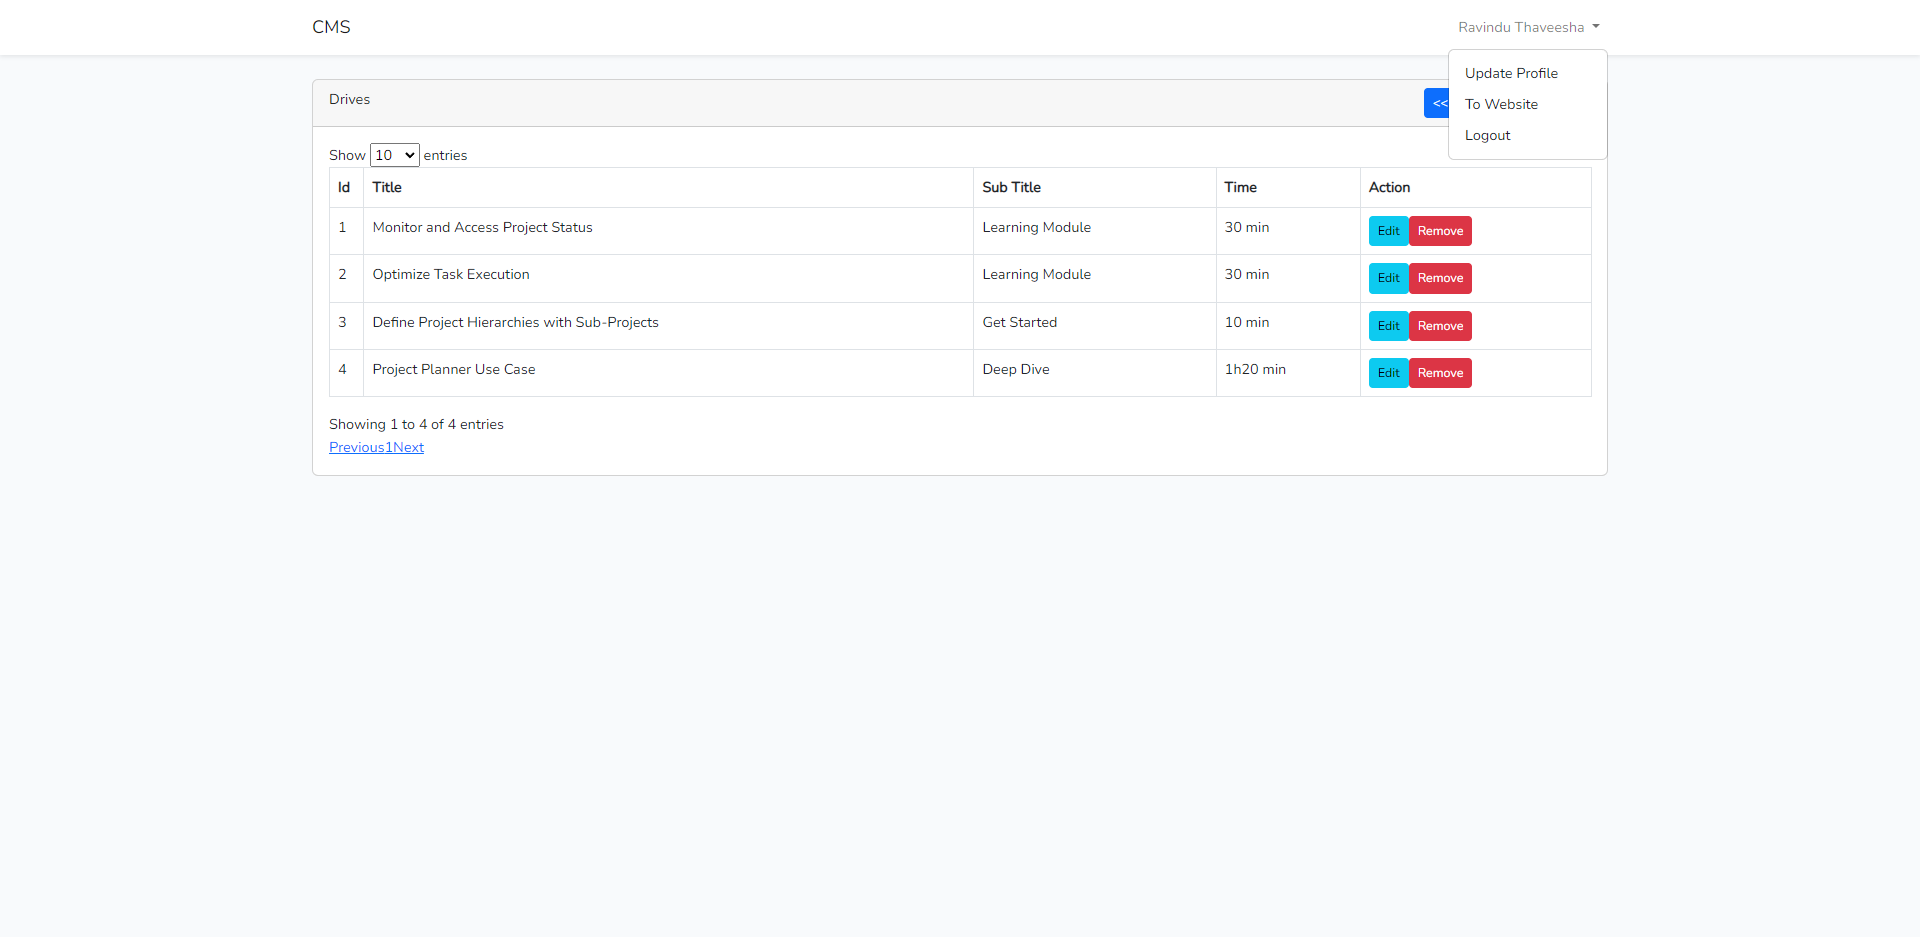 CMS
Ravindu Thaveesha
Update Profile
To Website
Logout
Drives
<<
Show 10 entries
Id Title Sub Title Time Action
1 Monitor and Access Project Status Learning Module 30 min Edit Remove
2 Optimize Task Execution Learning Module 30 min Edit Remove
3 Define Project Hierarchies with Sub-Projects Get Started 10 min Edit Remove
4 Project Planner Use Case Deep Dive 1h20 min Edit Remove
Showing 1 to 4 of 4 entries
Previous1Next